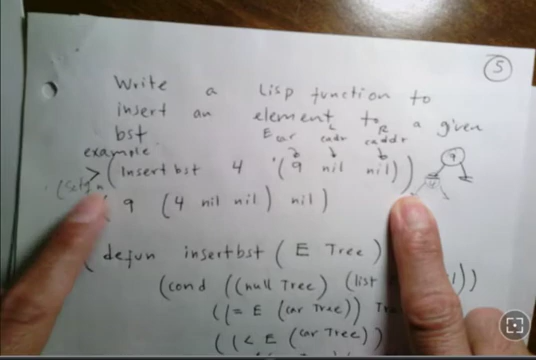 5
Write a Lisp function to
insert an element to a given
bst
E car L cadr R caddr
example
> (Insert bst 4 '(9 nil nil))
9
( 9 (4 nil nil) nil)
(defun insertbst ( E Tree )
(cond ((null Tree) (list
))
((= E (car Tree))
((< E (car Tree))